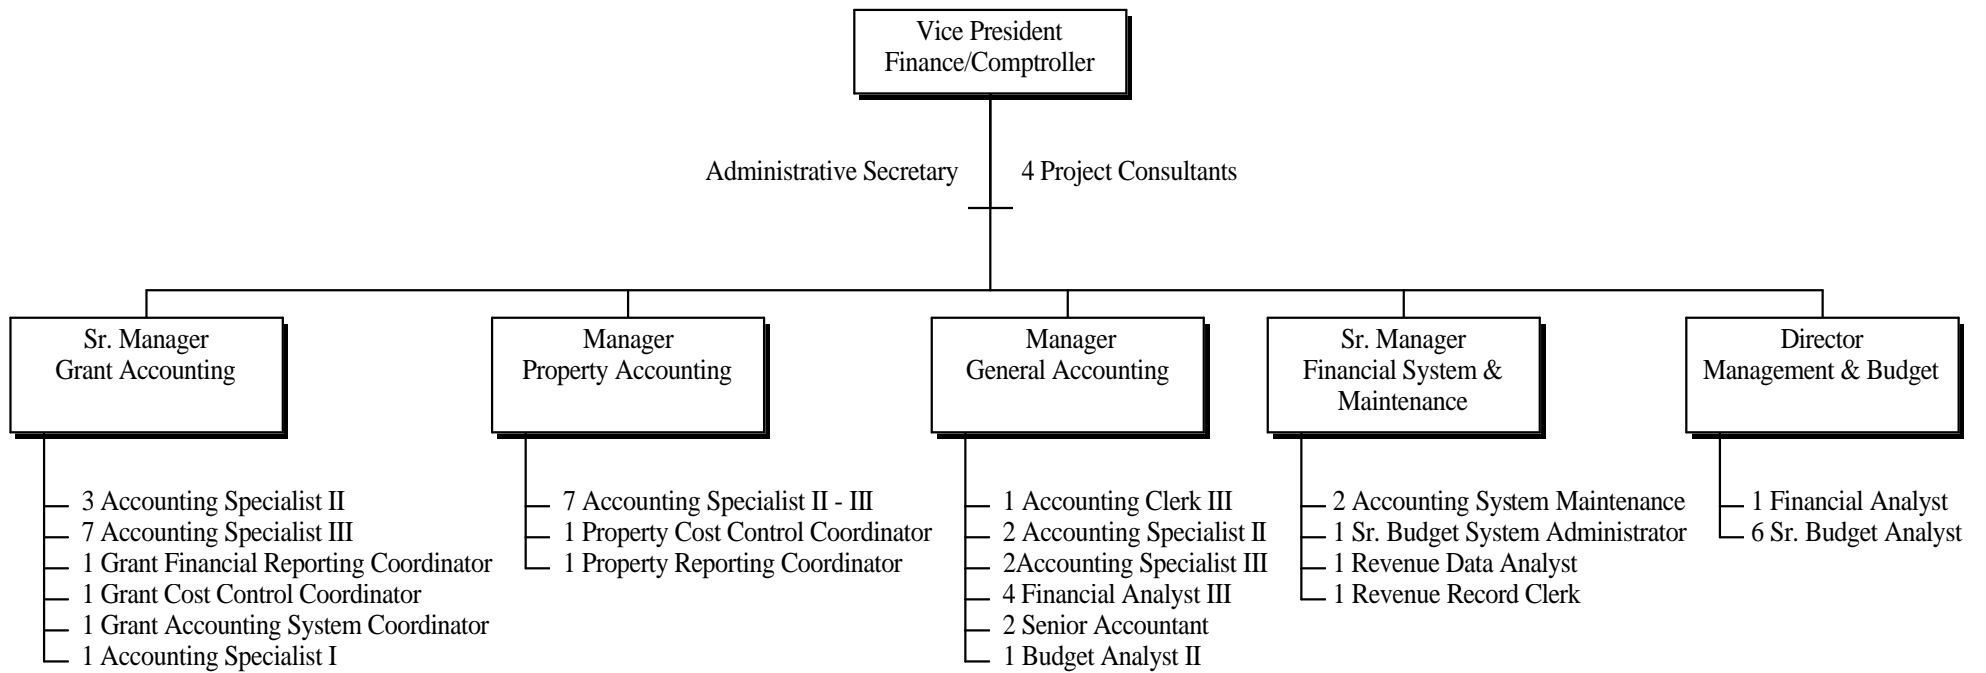 Vice President
Finance/Comptroller
Administrative Secretary
4 Project Consultants
Sr. Manager
Grant Accounting
3 Accounting Specialist II
7 Accounting Specialist III
1 Grant Financial Reporting Coordinator
1 Grant Cost Control Coordinator
1 Grant Accounting System Coordinator
1 Accounting Specialist I
Manager
Property Accounting
7 Accounting Specialist II - III
1 Property Cost Control Coordinator
1 Property Reporting Coordinator
Manager
General Accounting
1 Accounting Clerk III
2 Accounting Specialist II
2Accounting Specialist III
4 Financial Analyst III
2 Senior Accountant
1 Budget Analyst II
Sr. Manager
Financial System &
Maintenance
2 Accounting System Maintenance
1 Sr. Budget System Administrator
1 Revenue Data Analyst
1 Revenue Record Clerk
Director
Management & Budget
1 Financial Analyst
6 Sr. Budget Analyst